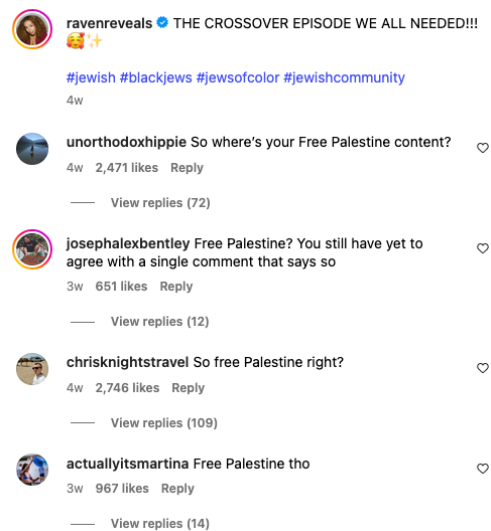 ravenreveals THE CROSSOVER EPISODE WE ALL NEEDED!!!
🥰✨
#jewish #blackjews #jewsofcolor #jewishcommunity
4w
unorthodoxhippie So where's your Free Palestine content?
4w 2,471 likes Reply
View replies (72)
josephalexbentley Free Palestine? You still have yet to
agree with a single comment that says so
3w 651 likes Reply
View replies (12)
chrisknightstravel So free Palestine right?
4w 2,746 likes Reply
View replies (109)
actuallyitsmartina Free Palestine tho
3w 967 likes Reply
View replies (14)